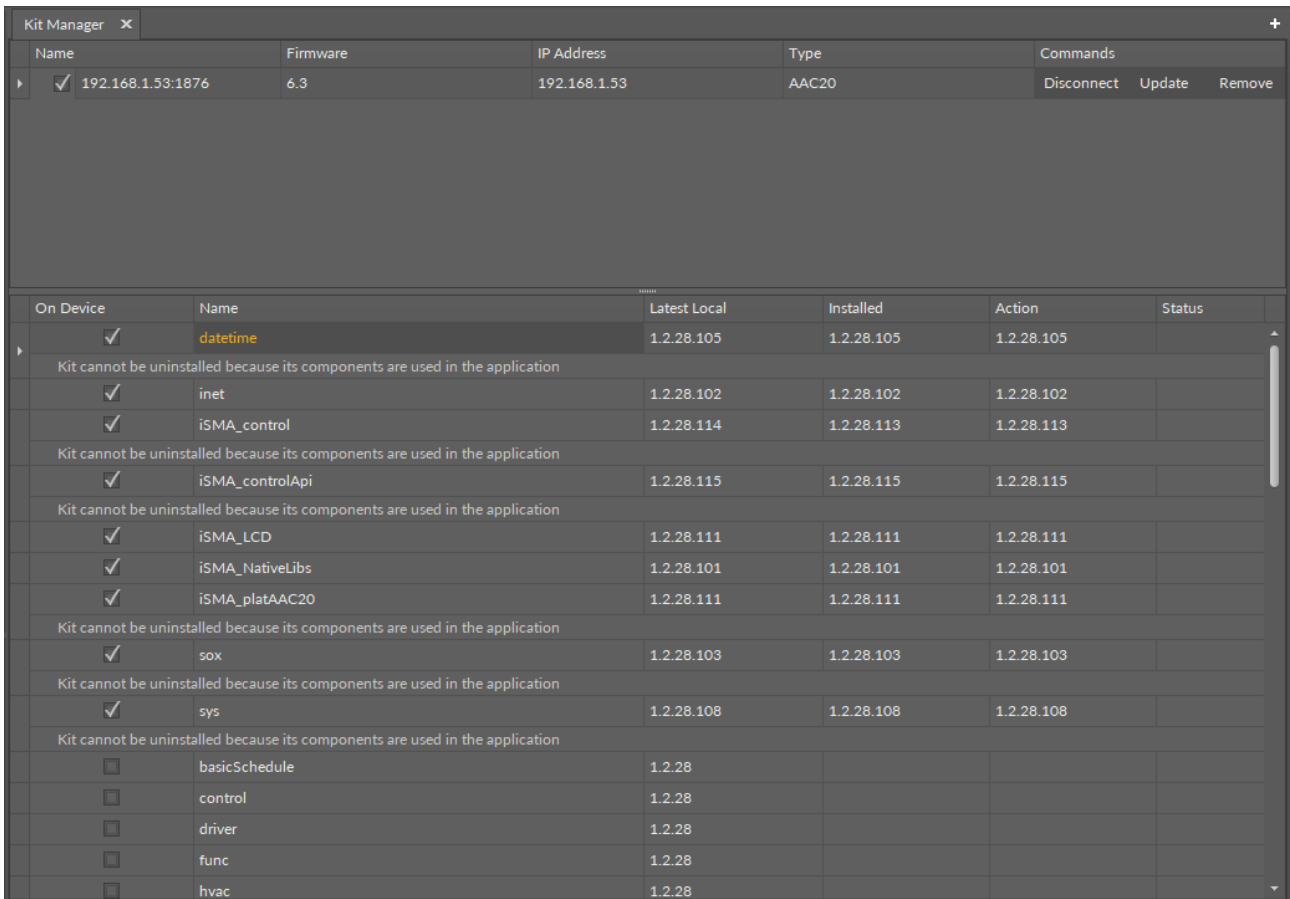 Kit Manager ×
+
Name Firmware IP Address Type Commands
192.168.1.53:1876 6.3 192.168.1.53 AAC20 Disconnect Update Remove
On Device Name Latest Local Installed Action Status
datetime 1.2.28.105 1.2.28.105 1.2.28.105
Kit cannot be uninstalled because its components are used in the application
inet 1.2.28.102 1.2.28.102 1.2.28.102
iSMA_control 1.2.28.114 1.2.28.113 1.2.28.113
Kit cannot be uninstalled because its components are used in the application
iSMA_controlApi 1.2.28.115 1.2.28.115 1.2.28.115
Kit cannot be uninstalled because its components are used in the application
iSMA_LCD 1.2.28.111 1.2.28.111 1.2.28.111
iSMA_NativeLibs 1.2.28.101 1.2.28.101 1.2.28.101
iSMA_platAAC20 1.2.28.111 1.2.28.111 1.2.28.111
Kit cannot be uninstalled because its components are used in the application
sox 1.2.28.103 1.2.28.103 1.2.28.103
Kit cannot be uninstalled because its components are used in the application
sys 1.2.28.108 1.2.28.108 1.2.28.108
Kit cannot be uninstalled because its components are used in the application
basicSchedule 1.2.28
control 1.2.28
driver 1.2.28
func 1.2.28
hvac 1.2.28